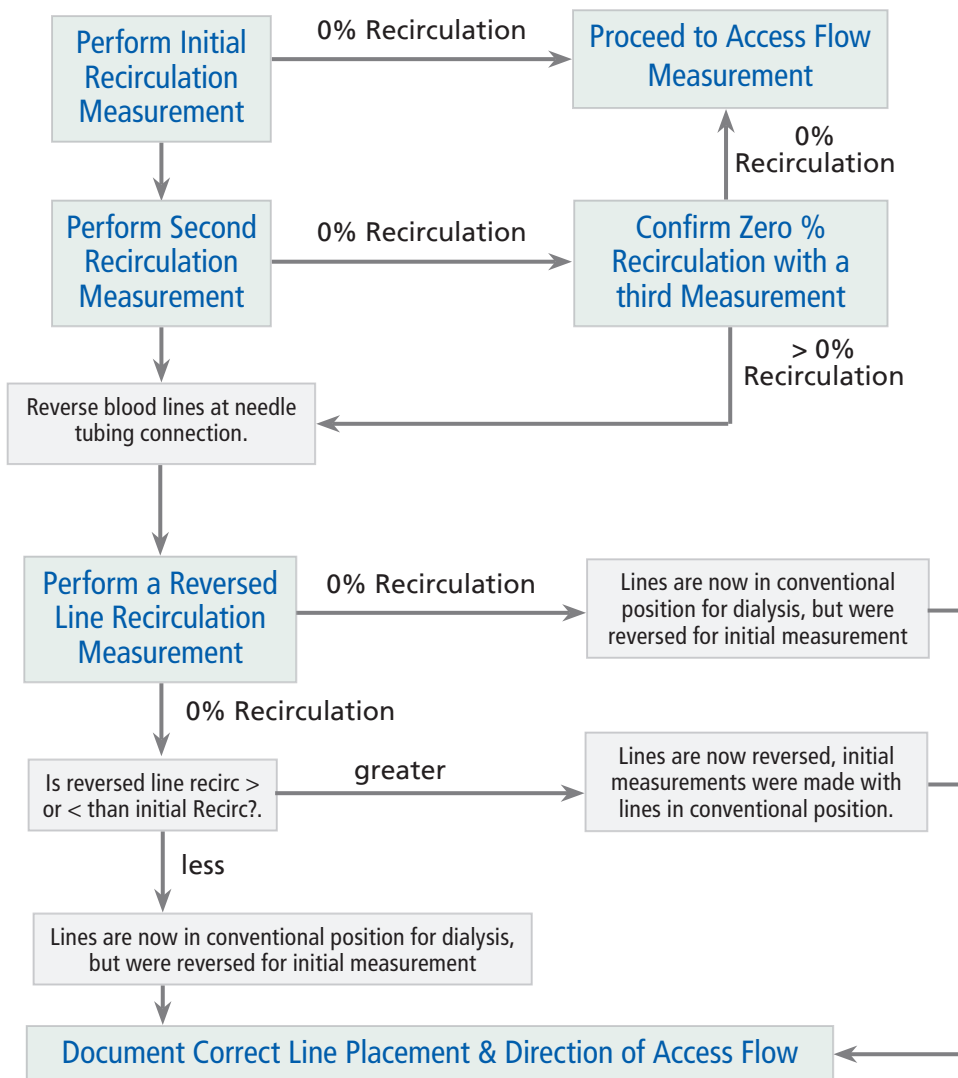 Perform Initial
Recirculation
Measurement
0% Recirculation
Proceed to Access Flow
Measurement
0%
Recirculation
Perform Second
Recirculation
Measurement
0% Recirculation
Confirm Zero %
Recirculation with a
third Measurement
> 0%
Recirculation
Reverse blood lines at needle
tubing connection.
Perform a Reversed
Line Recirculation
Measurement
0% Recirculation
Lines are now in conventional
position for dialysis, but were
reversed for initial measurement
0% Recirculation
Is reversed line recirc >
or < than initial Recirc?.
greater
Lines are now reversed, initial
measurements were made with
lines in conventional position.
less
Lines are now in conventional position for dialysis,
but were reversed for initial measurement
Document Correct Line Placement & Direction of Access Flow